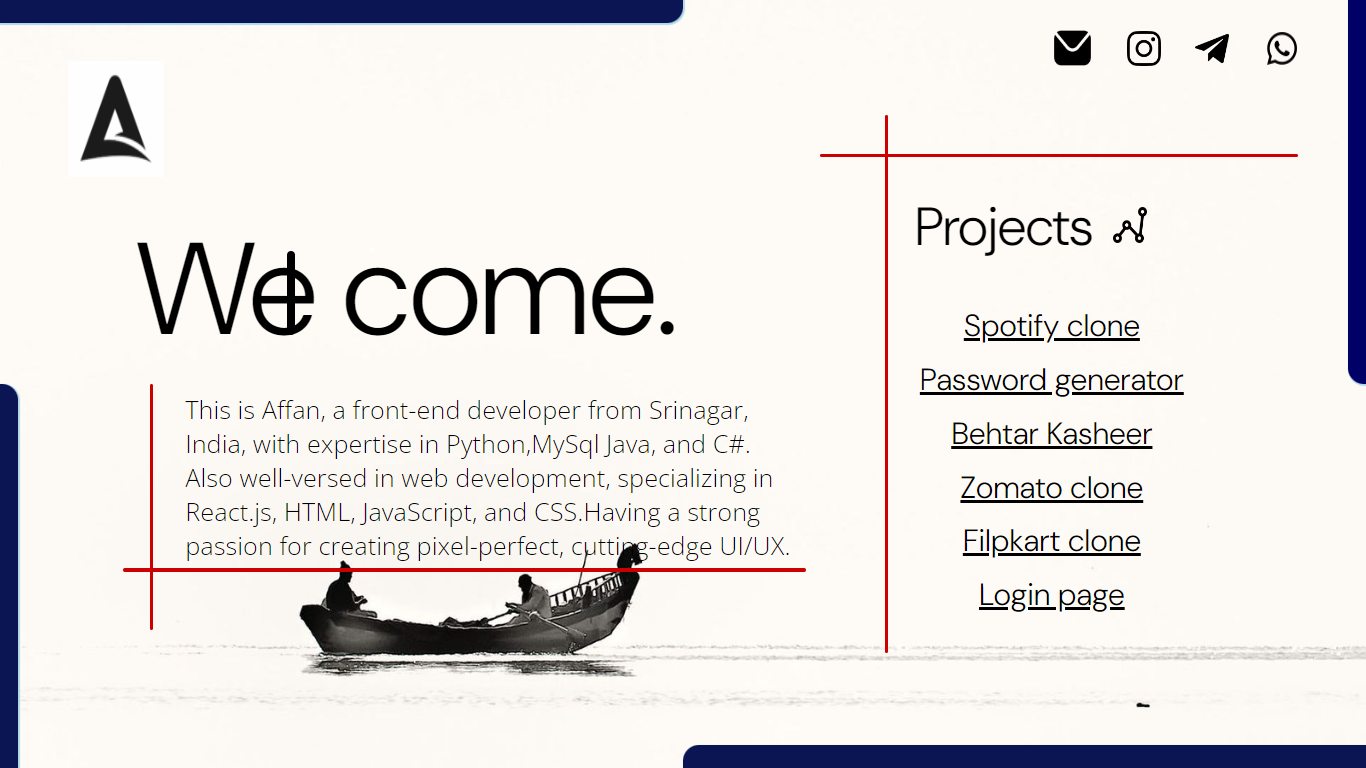 We come.
This is Affan, a front-end developer from Srinagar,
India, with expertise in Python,MySql Java, and C#.
Also well-versed in web development, specializing in
React.js, HTML, JavaScript, and CSS.Having a strong
passion for creating pixel-perfect, cutting-edge UI/UX.
Projects
Spotify clone
Password generator
Behtar Kasheer
Zomato clone
Filpkart clone
Login page